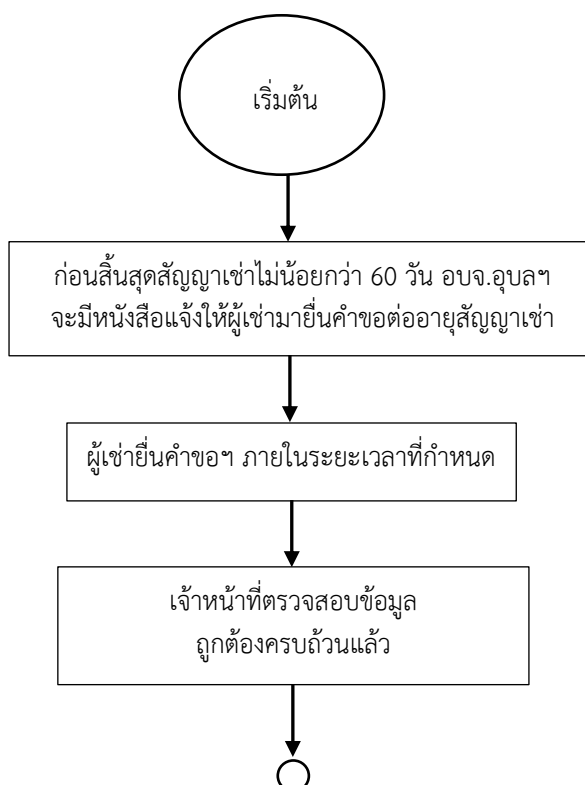 เริ่มต้น
ก่อนสิ้นสุดสัญญาเช่าไม่น้อยกว่า 60 วัน อบจ.อุบลฯ
จะมีหนังสือแจ้งให้ผู้เช่ามายื่นคำขอต่ออายุสัญญาเช่า
ผู้เช่ายื่นคำขอฯ ภายในระยะเวลาที่กำหนด
เจ้าหน้าที่ตรวจสอบข้อมูล
ถูกต้องครบถ้วนแล้ว